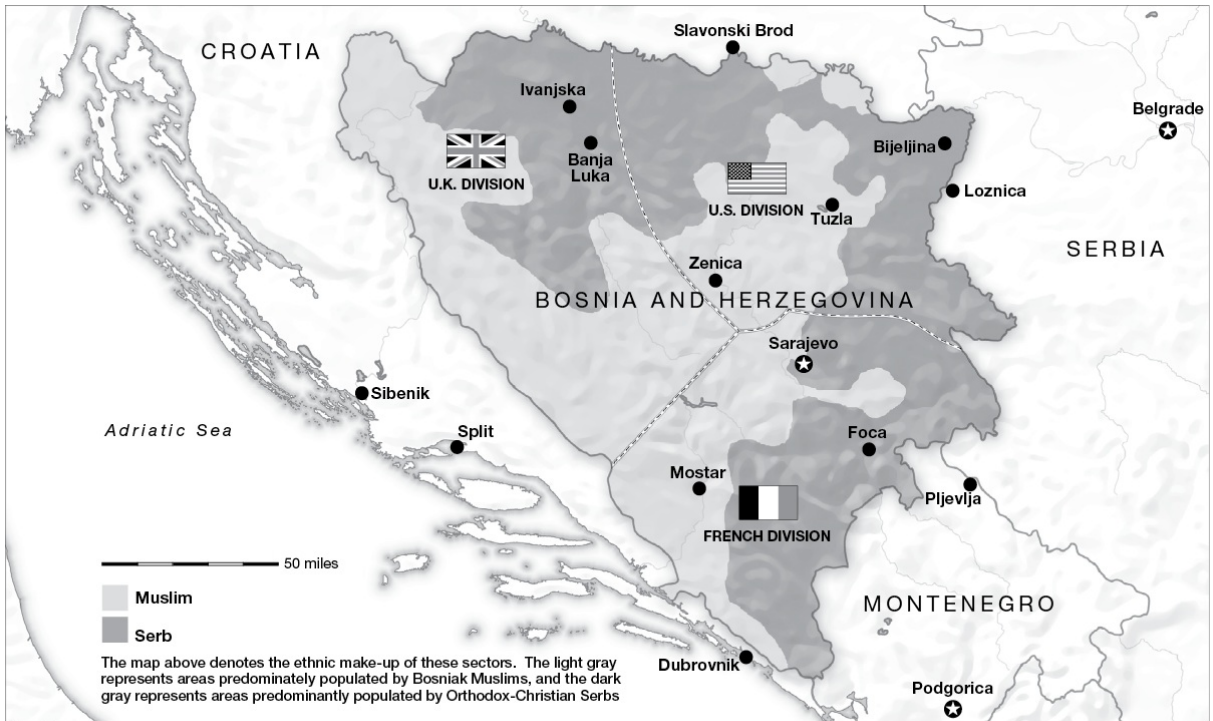 CROATIA
Slavonski Brod
Ivanjska
Belgrade
Banja
Luka
Bijeljina
U.K. DIVISION
U.S. DIVISION
Loznica
Tuzla
SERBIA
Zenica
BOSNIA AND HERZEGOVINA
Sarajevo
Sibenik
Adriatic Sea
Split
Foca
Mostar
Pljevlja
FRENCH DIVISION
50 miles
Muslim
MONTENEGRO
Serb
The map above denotes the ethnic make-up of these sectors. The light gray
represents areas predominately populated by Bosniak Muslims, and the dark
gray represents areas predominantly populated by Orthodox-Christian Serbs
Dubrovnik
Podgorica